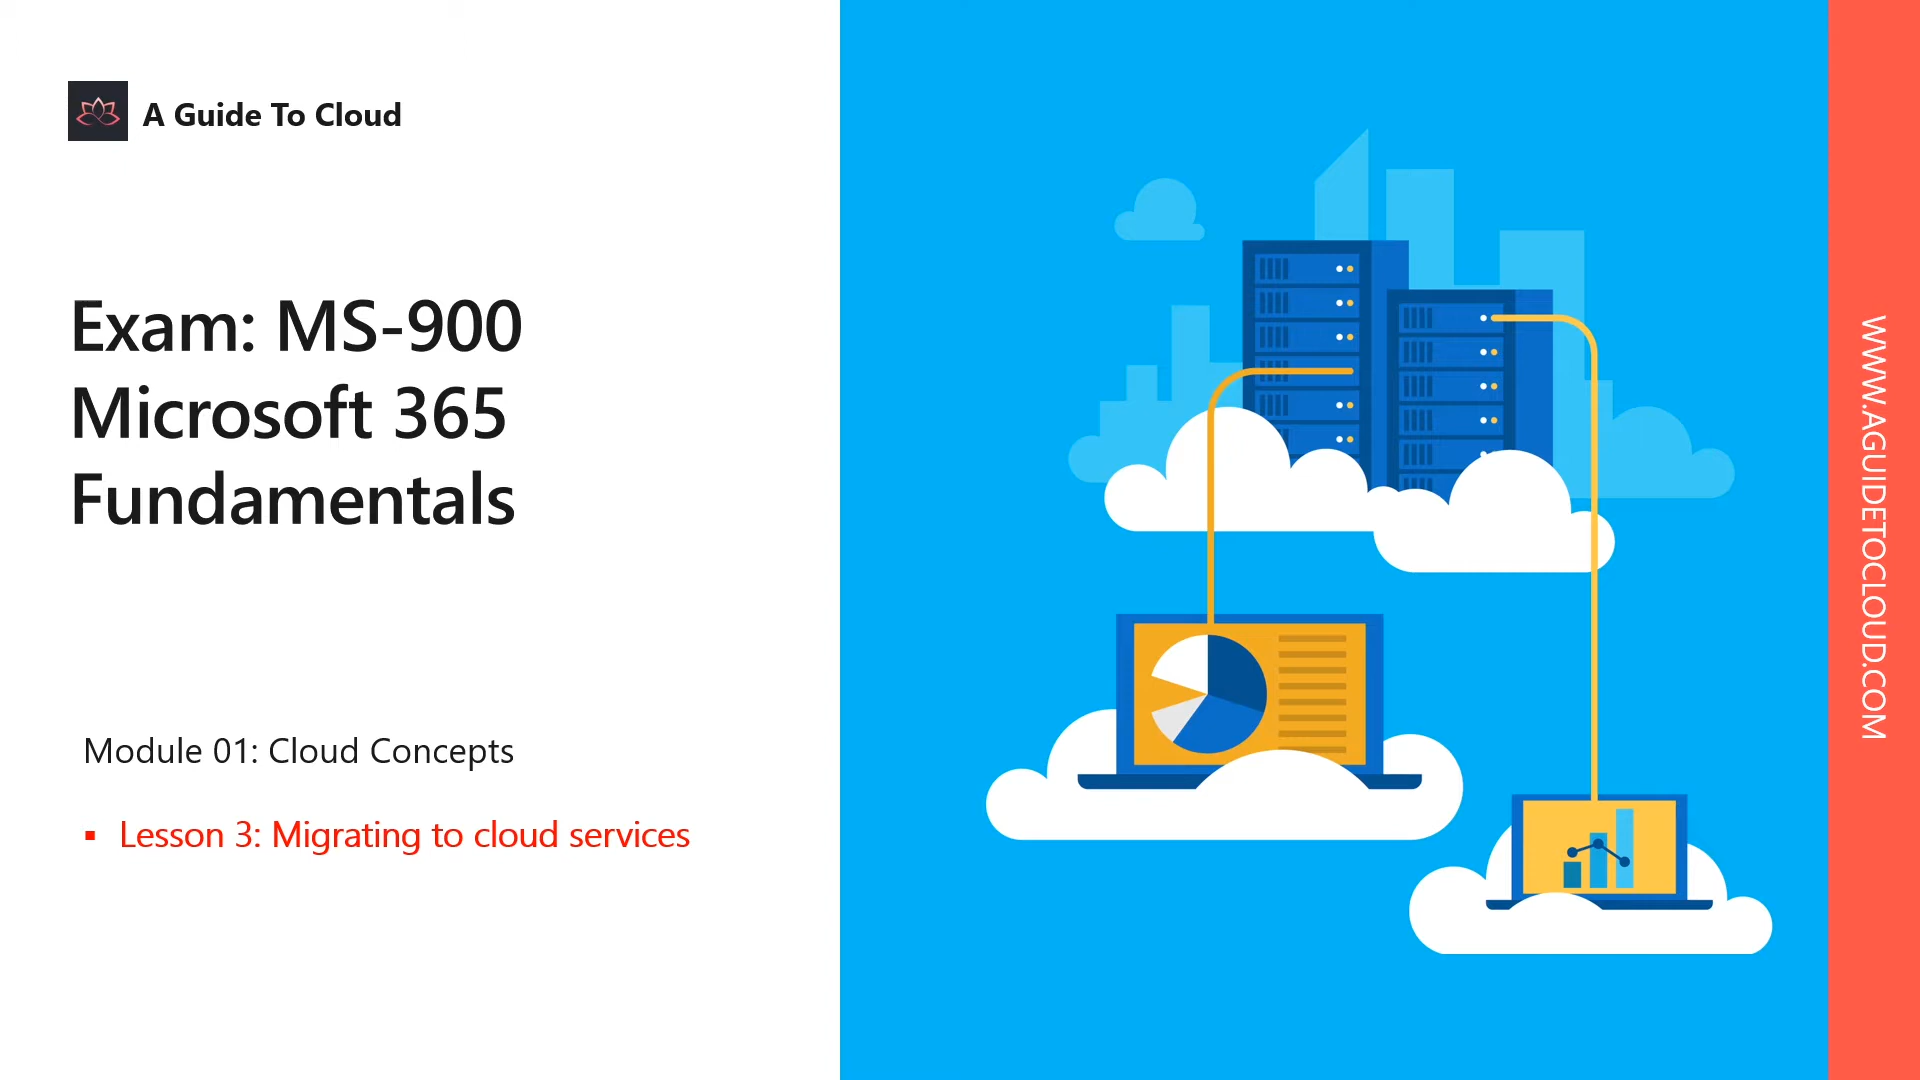 A Guide To Cloud
Exam: MS-900
Microsoft 365
Fundamentals
Module 01: Cloud Concepts
▪ Lesson 3: Migrating to cloud services
WWW.AGUIDETOCLOUD.COM